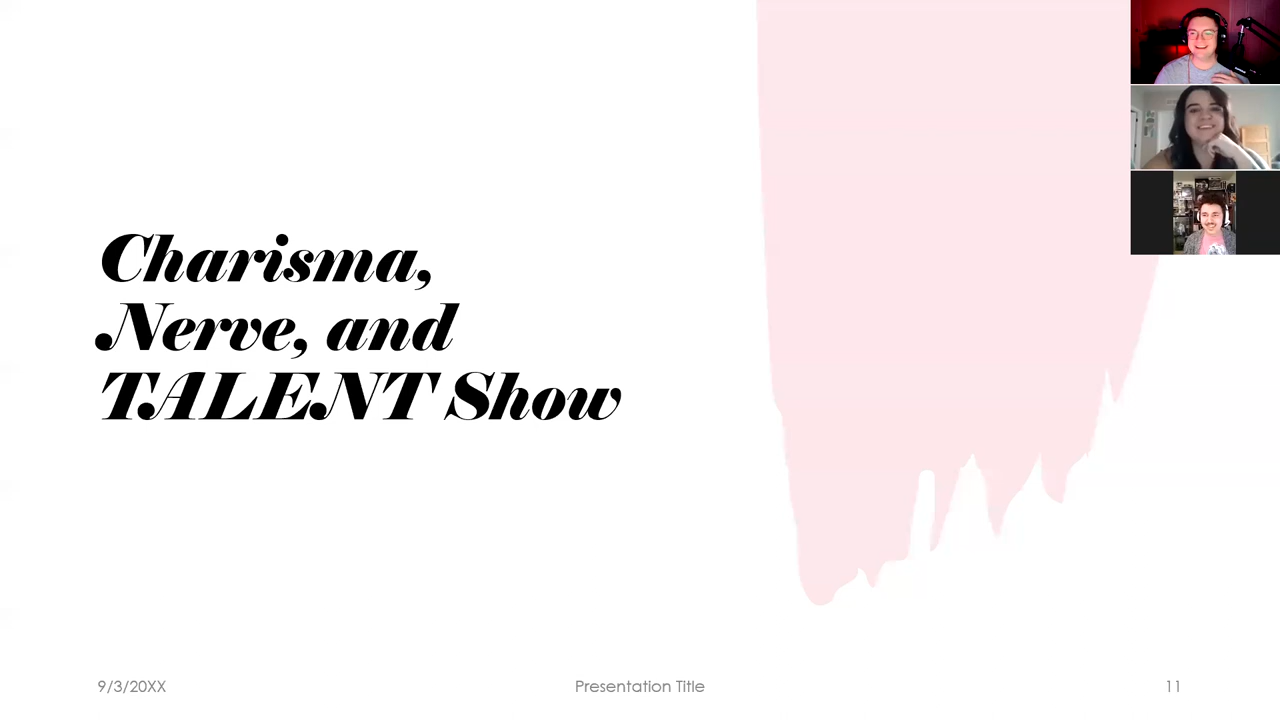 Charisma,
Nerve, and
TALENT Show
9/3/20XX
Presentation Title
11